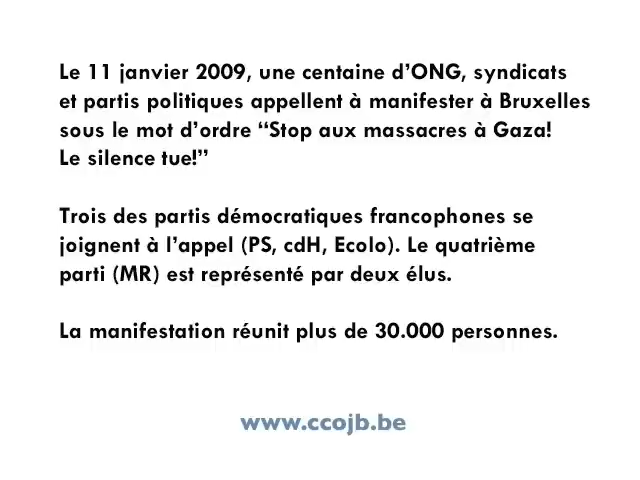 Le 11 janvier 2009, une centaine d’ONG, syndicats
et partis politiques appellent à manifester à Bruxelles
sous le mot d’ordre “Stop aux massacres à Gaza!
Le silence tue!”
Trois des partis démocratiques francophones se
joignent à l’appel (PS, cdH, Ecolo). Le quatrième
parti (MR) est représenté par deux élus.
La manifestation réunit plus de 30.000 personnes.
www.ccojb.be